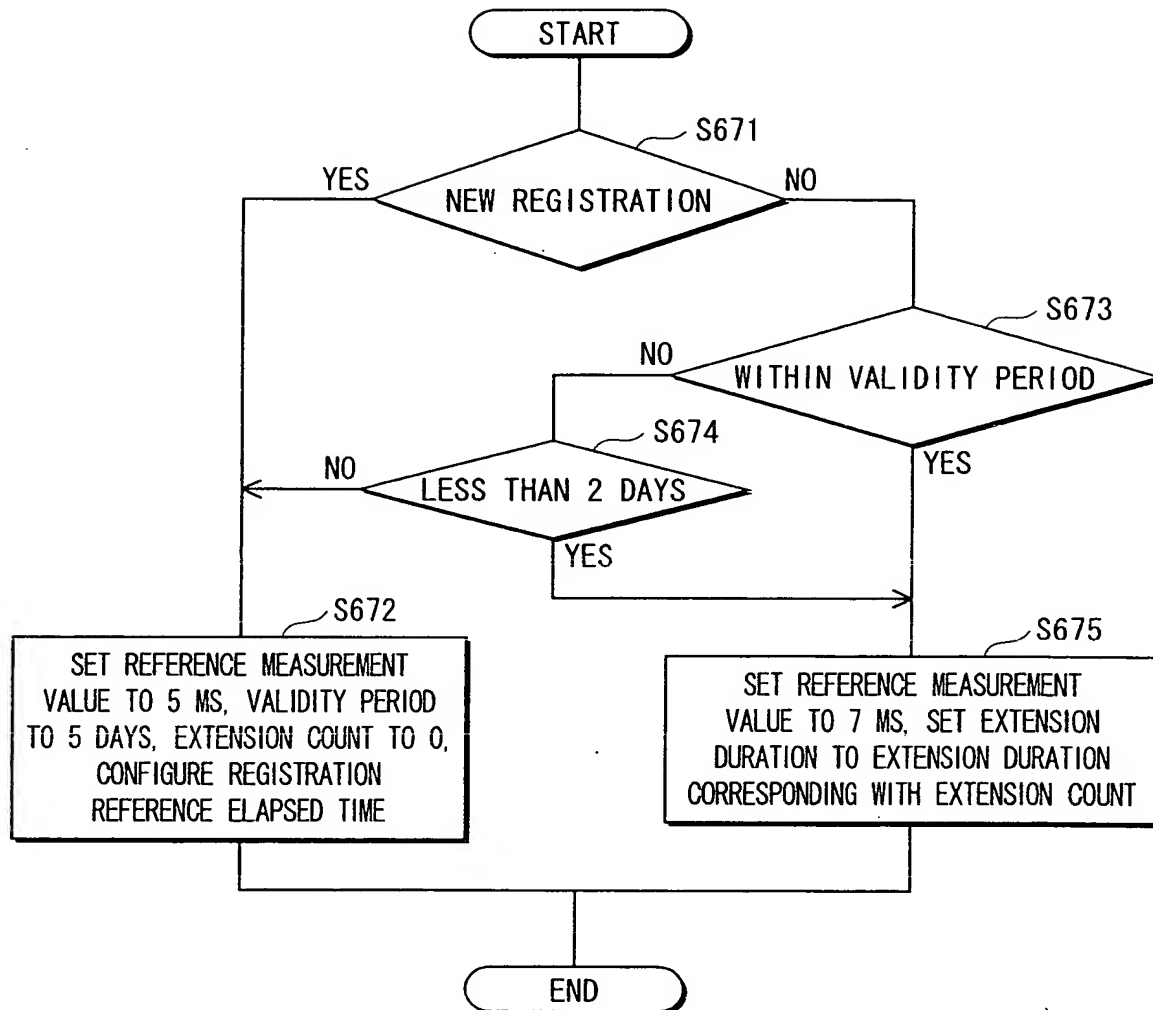 START
S671
YES
NO
NEW REGISTRATION
S673
NO
WITHIN VALIDITY PERIOD
S674
YES
NO
LESS THAN 2 DAYS
YES
S672
S675
SET REFERENCE MEASUREMENT
VALUE TO 5 MS, VALIDITY PERIOD
TO 5 DAYS, EXTENSION COUNT TO 0,
CONFIGURE REGISTRATION
REFERENCE ELAPSED TIME
SET REFERENCE MEASUREMENT
VALUE TO 7 MS, SET EXTENSION
DURATION TO EXTENSION DURATION
CORRESPONDING WITH EXTENSION COUNT
END